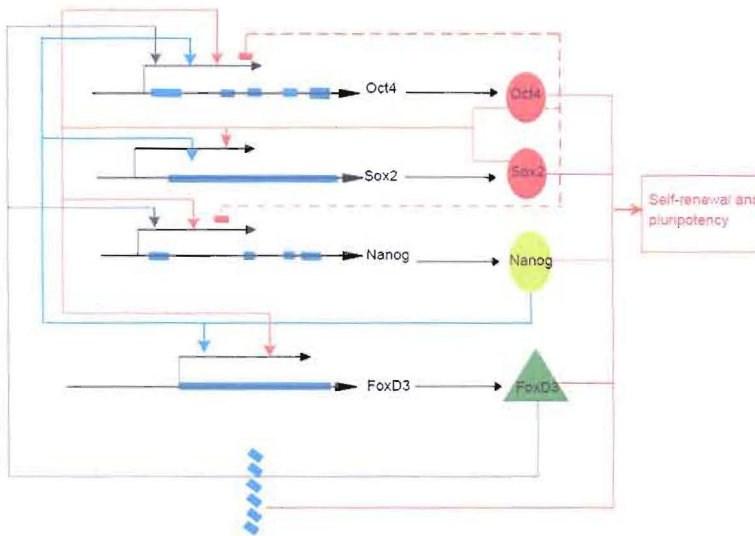 Oct4
Oct4
Sox2
Sox2
Self-renewal and
pluripotency
Nanog
Nanog
FoxD3
FoxD3